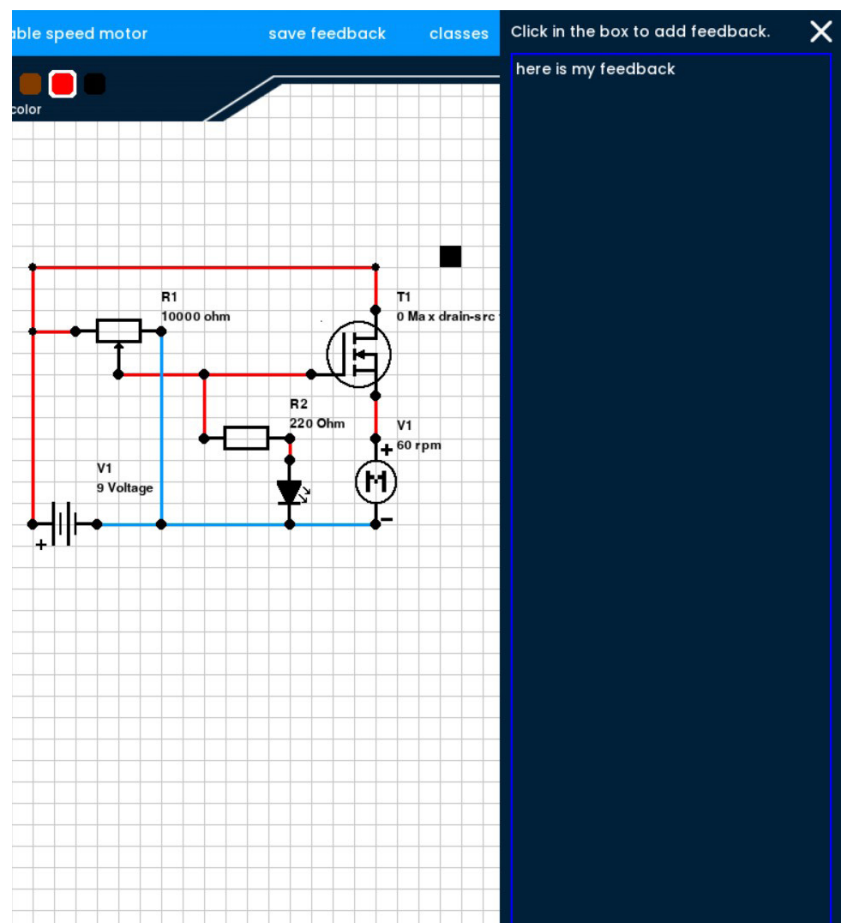 able speed motor save feedback classes
Click in the box to add feedback.
here is my feedback
color
R1
10000 ohm
T1
0 Max drain-src
R2
220 Ohm
V1
60 rpm
+
M
-
V1
9 Voltage
+